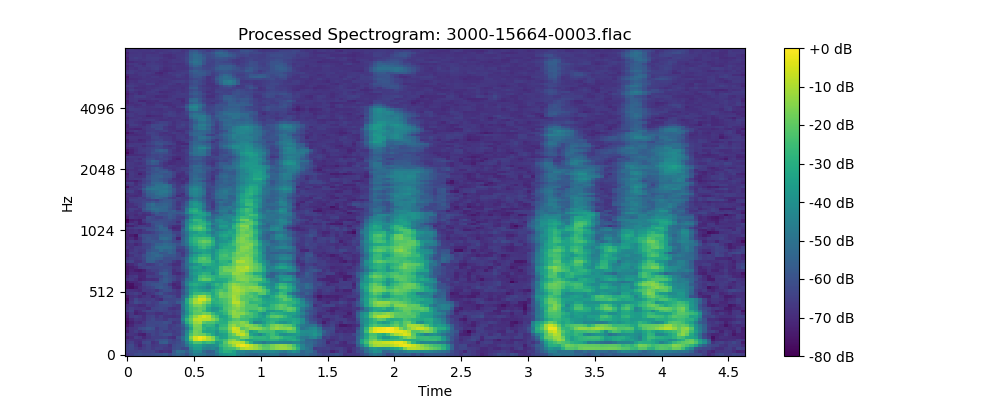 Processed Spectrogram: 3000-15664-0003.flac
Hz
4096
2048
1024
512
0
0 0.5 1 1.5 2 2.5 3 3.5 4 4.5
Time
+0 dB
-10 dB
-20 dB
-30 dB
-40 dB
-50 dB
-60 dB
-70 dB
-80 dB